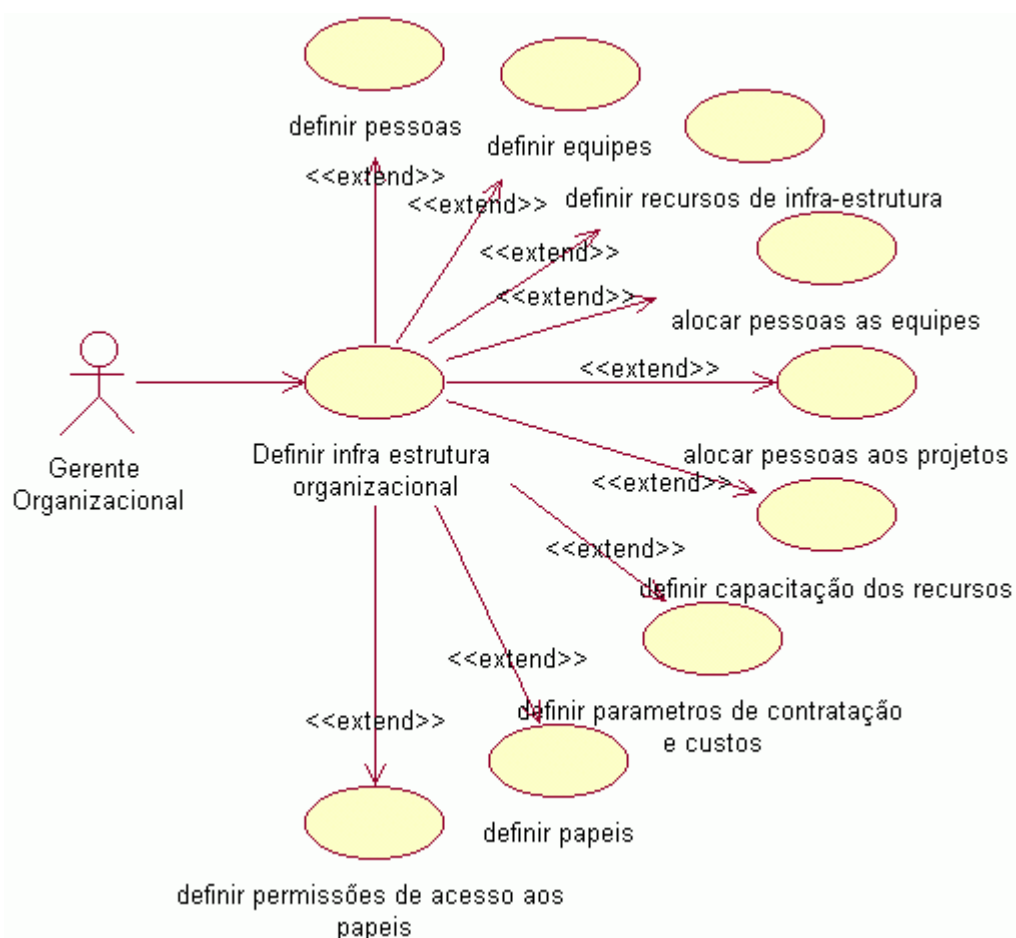 definir pessoas
<<extend>>
definir equipes
<<extend>>
definir recursos de infra-estrutura
<<extend>>
<<extend>>
alocar pessoas as equipes
<<extend>>
Gerente
Organizacional
Definir infra estrutura
organizacional
alocar pessoas aos projetos
<<extend>>
<<extend>>
definir capacitação dos recursos
<<extend>>
definir parametros de contratação
e custos
<<extend>>
definir papeis
definir permissões de acesso aos
papeis